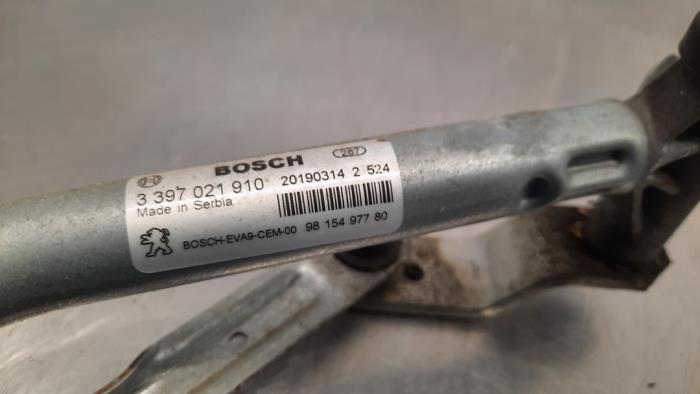 BOSCH 287
3 397 021 910 20190314 2 524
Made in Serbia
BOSCH-EVA9-CEM-00 98 154 977 80